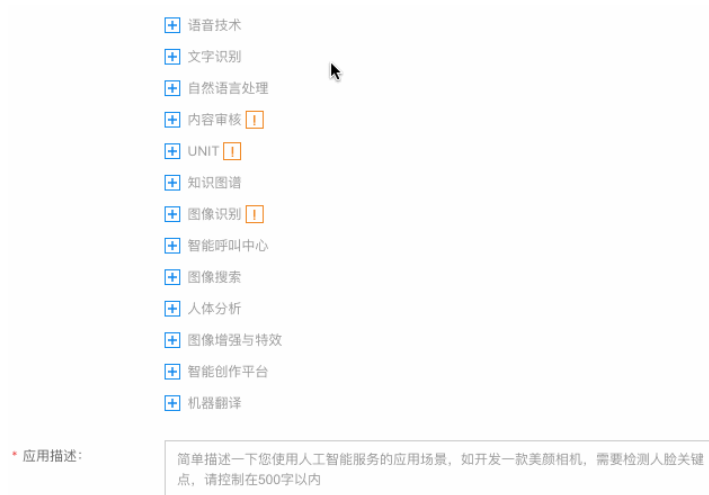 语音技术
文字识别
自然语言处理
内容审核 !
UNIT !
知识图谱
图像识别 !
智能呼叫中心
图像搜索
人体分析
图像增强与特效
智能创作平台
机器翻译
* 应用描述:
简单描述一下您使用人工智能服务的应用场景，如开发一款美颜相机，需要检测人脸关键
点，请控制在500字以内